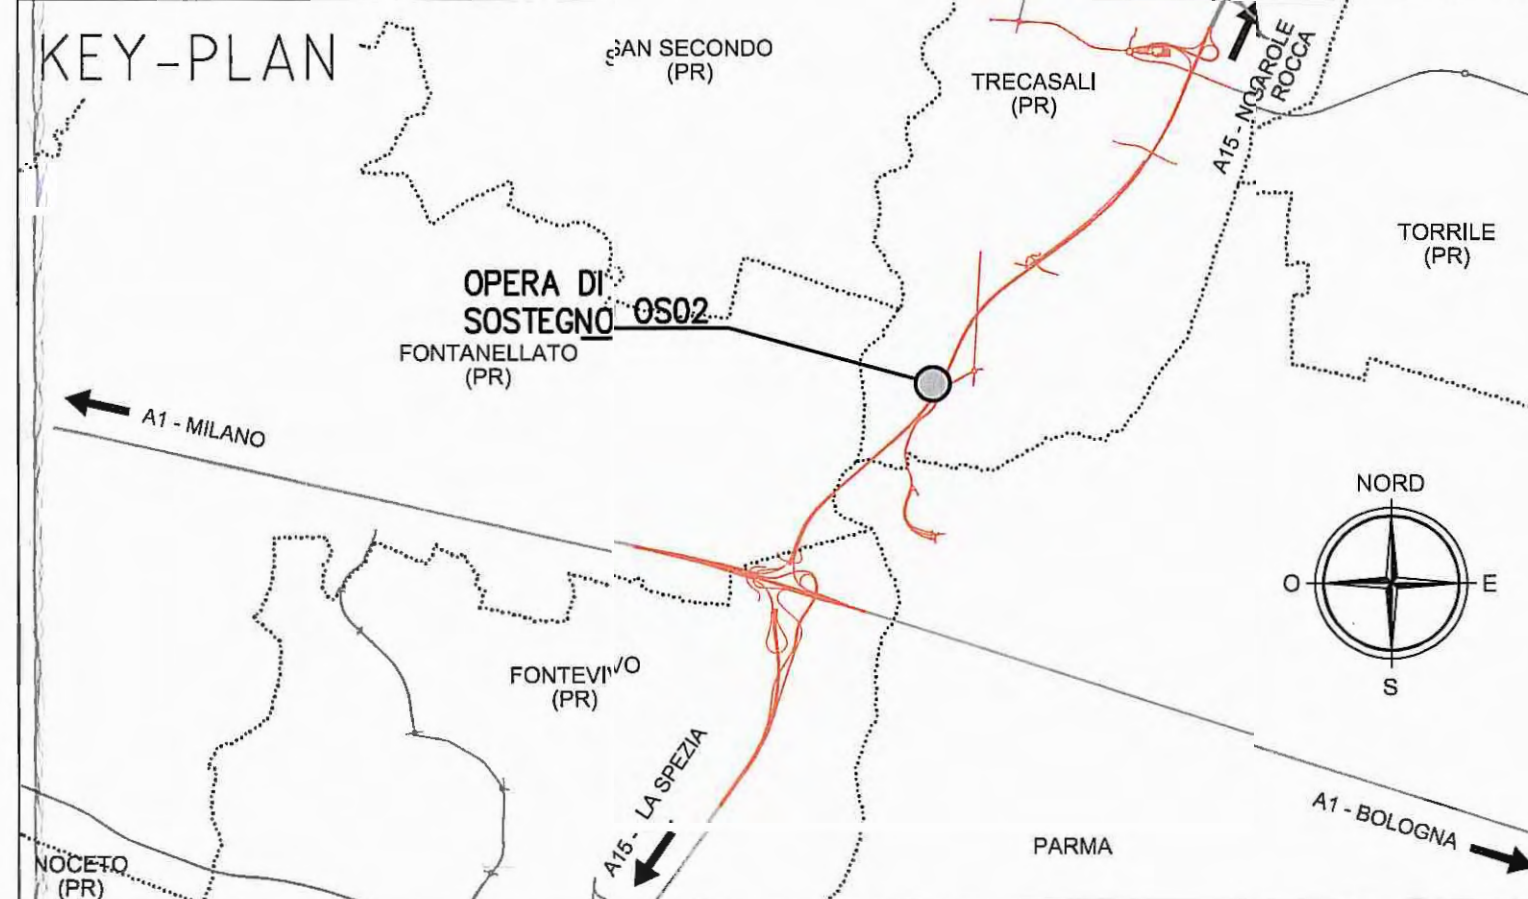 KEY-PLAN
SAN SECONDO
(PR)
TRECASALI
(PR)
A15 - NOGAROLE
ROCCA
TORRILE
(PR)
OPERA DI
SOSTEGNO OS02
FONTANELLATO
(PR)
A1 - MILANO
NORD
O
E
S
FONTEVIVO
(PR)
A15 - LA SPEZIA
A1 - BOLOGNA
PARMA
NOCETO
(PR)